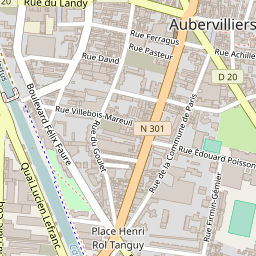 Rue du Landy
Aubervilliers
Rue Ferragus
Rue Pasteur
Rue David
Rue Achille
D 20
Rue Villebois-Mareuil
N 301
Boulevard Félix Faure
Rue du Goulet
Rue de la Commune de Paris
Rue Édouard Poisson
Quai Lucien Lefranc
Rue Firmin-Gémier
Place Henri
Rol Tanguy